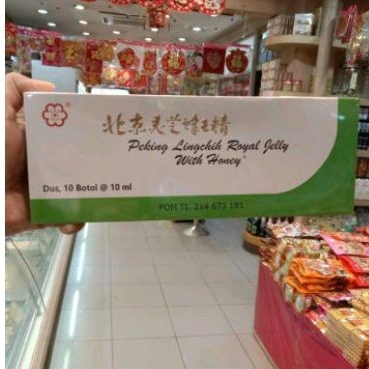 北京灵芝蜂王精
Peking Lingchih Royal Jelly
With Honey"
Dus, 10 Botol @ 10 ml
POM TL. 214 673 181